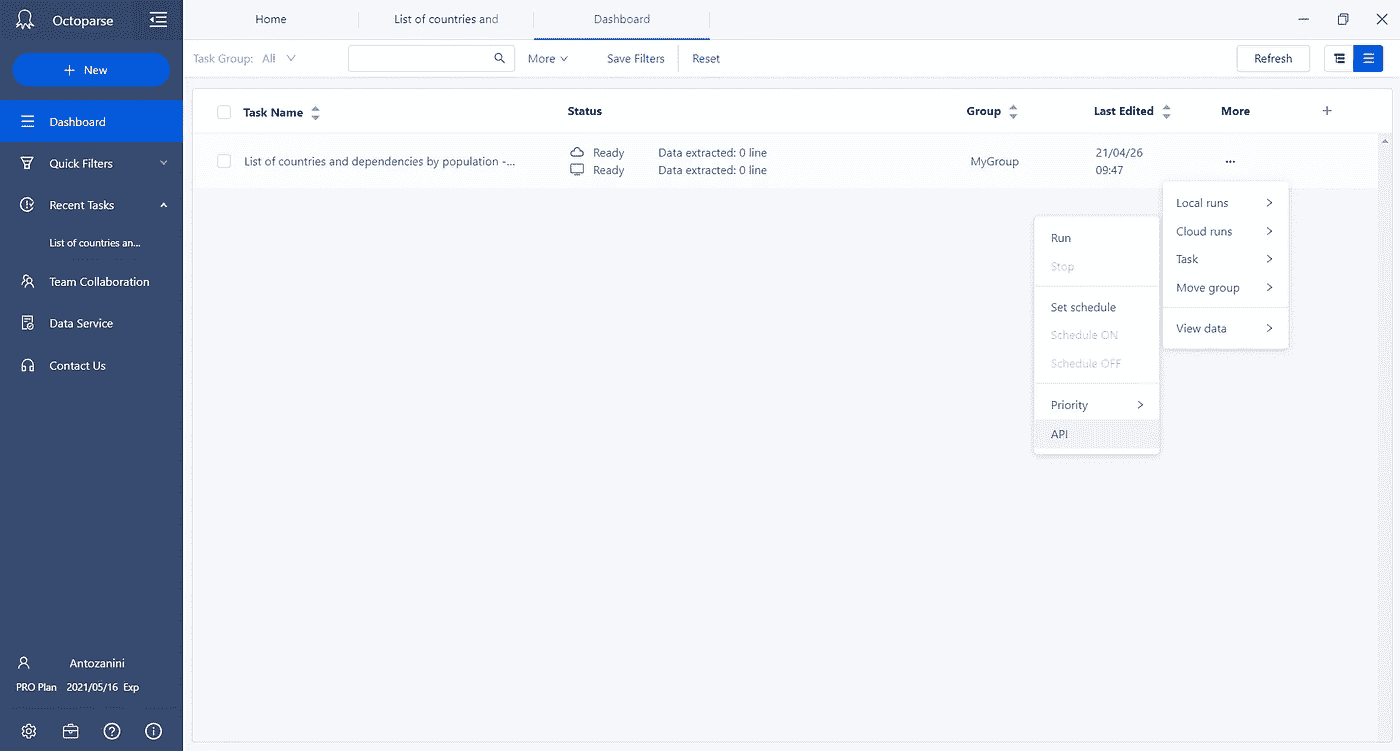 Octoparse
New
Dashboard
Quick Filters
Recent Tasks
List of countries an...
Team Collaboration
Data Service
Contact Us
Antozanini
PRO Plan 2021/05/16 Exp
Home
List of countries and
Dashboard
Task Group: All
More
Save Filters
Reset
Refresh
Task Name
Status
Group
Last Edited
More
List of countries and dependencies by population -...
Ready Data extracted: 0 line
Ready Data extracted: 0 line
MyGroup
21/04/26
09:47
...
Local runs
Cloud runs
Task
Move group
View data
Run
Stop
Set schedule
Schedule ON
Schedule OFF
Priority
API